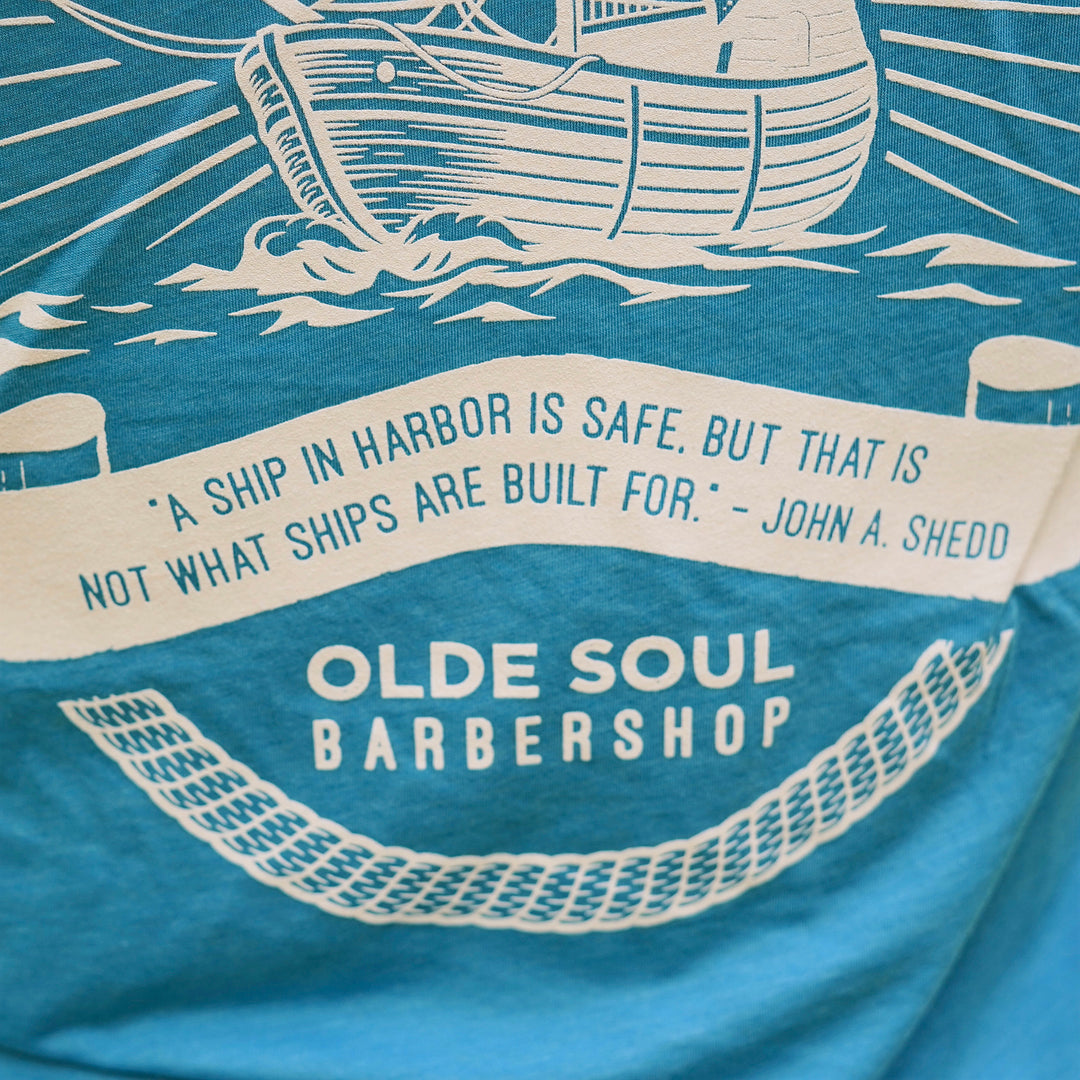 "A SHIP IN HARBOR IS SAFE. BUT THAT IS
NOT WHAT SHIPS ARE BUILT FOR." - JOHN A. SHEDD
OLDE SOUL
BARBERSHOP